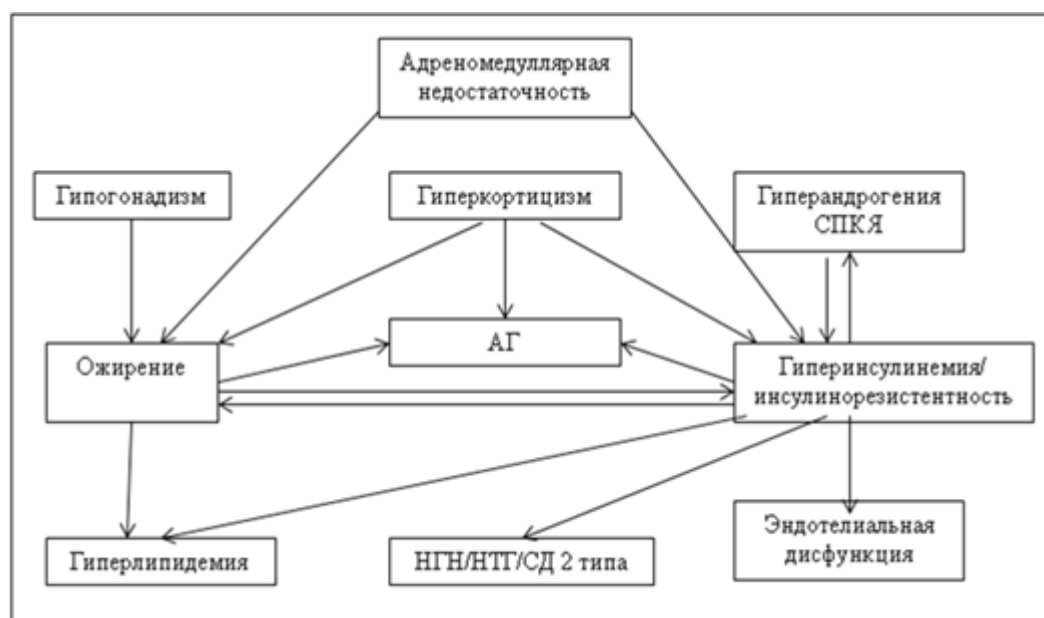 Адреномедуллярная
недостаточность
Гипогонадизм
Гиперкортицизм
Гиперандрогения
СПКЯ
Ожирение
АГ
Гиперинсулинемия/
инсулинорезистентность
Гиперлипидемия
НГН/НТГ/СД 2 типа
Эндотелиальная
дисфункция